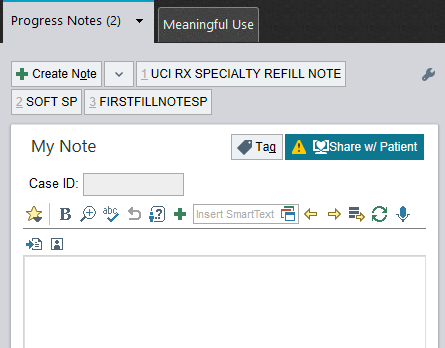 Progress Notes (2)
Meaningful Use
Create Note
1 UCI RX SPECIALTY REFILL NOTE
2 SOFT SP
3 FIRSTFILLNOTESP
My Note
Tag
Share w/ Patient
Case ID:
B
abc
Insert SmartText